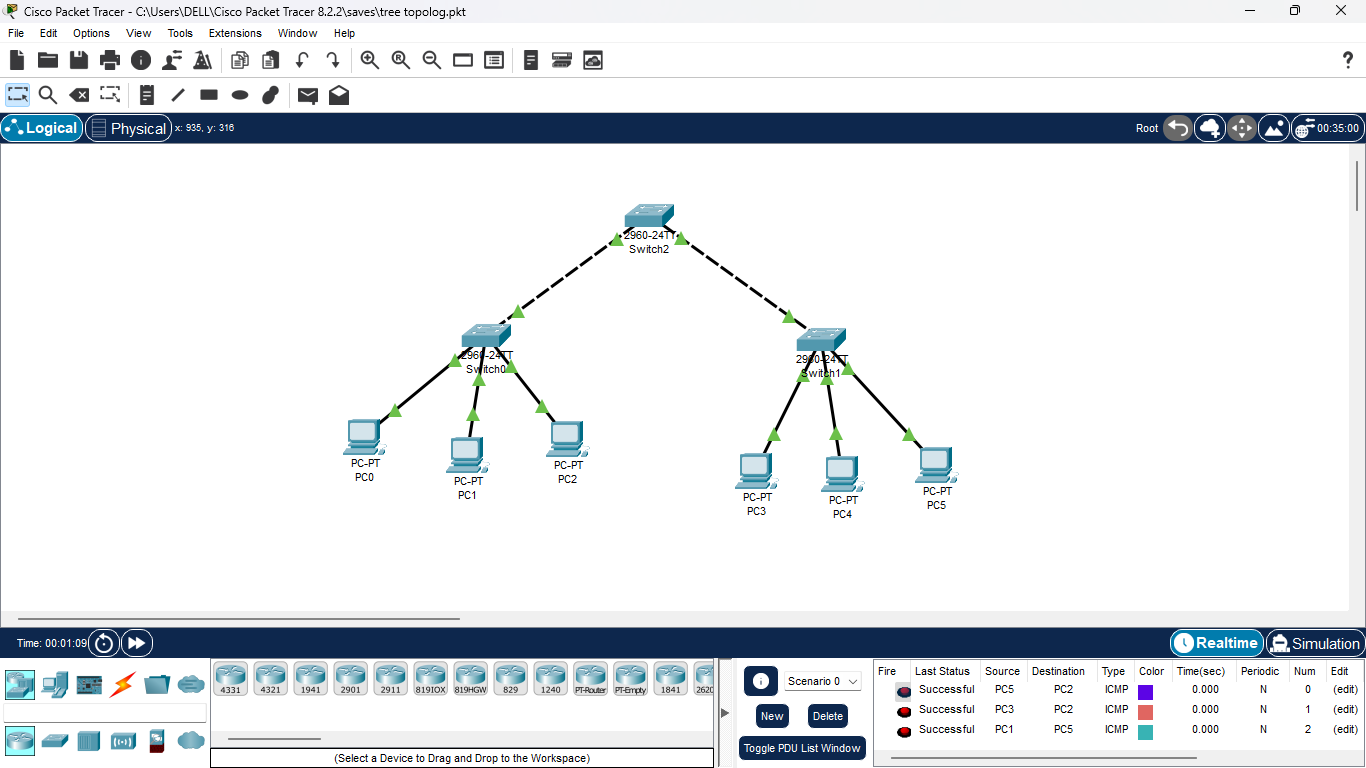 Cisco Packet Tracer - C:\Users\DELL\Cisco Packet Tracer 8.2.2\saves\tree topolog.pkt
File Edit Options View Tools Extensions Window Help
Logical Physical x: 935, y: 316 Root 00:35:00
2960-24TT
Switch2
2960-24TT
Switch0
2960-24TT
Switch1
PC-PT
PC0
PC-PT
PC1
PC-PT
PC2
PC-PT
PC3
PC-PT
PC4
PC-PT
PC5
Time: 00:01:09 Realtime Simulation
4331 4321 1941 2901 2911 819IOX 819HGW 829 1240 PT-Router PT-Empty 1841 2620
(Select a Device to Drag and Drop to the Workspace)
Scenario 0
New Delete
Toggle PDU List Window
Fire Last Status Source Destination Type Color Time(sec) Periodic Num Edit
Successful PC5 PC2 ICMP 0.000 N 0 (edit)
Successful PC3 PC2 ICMP 0.000 N 1 (edit)
Successful PC1 PC5 ICMP 0.000 N 2 (edit)